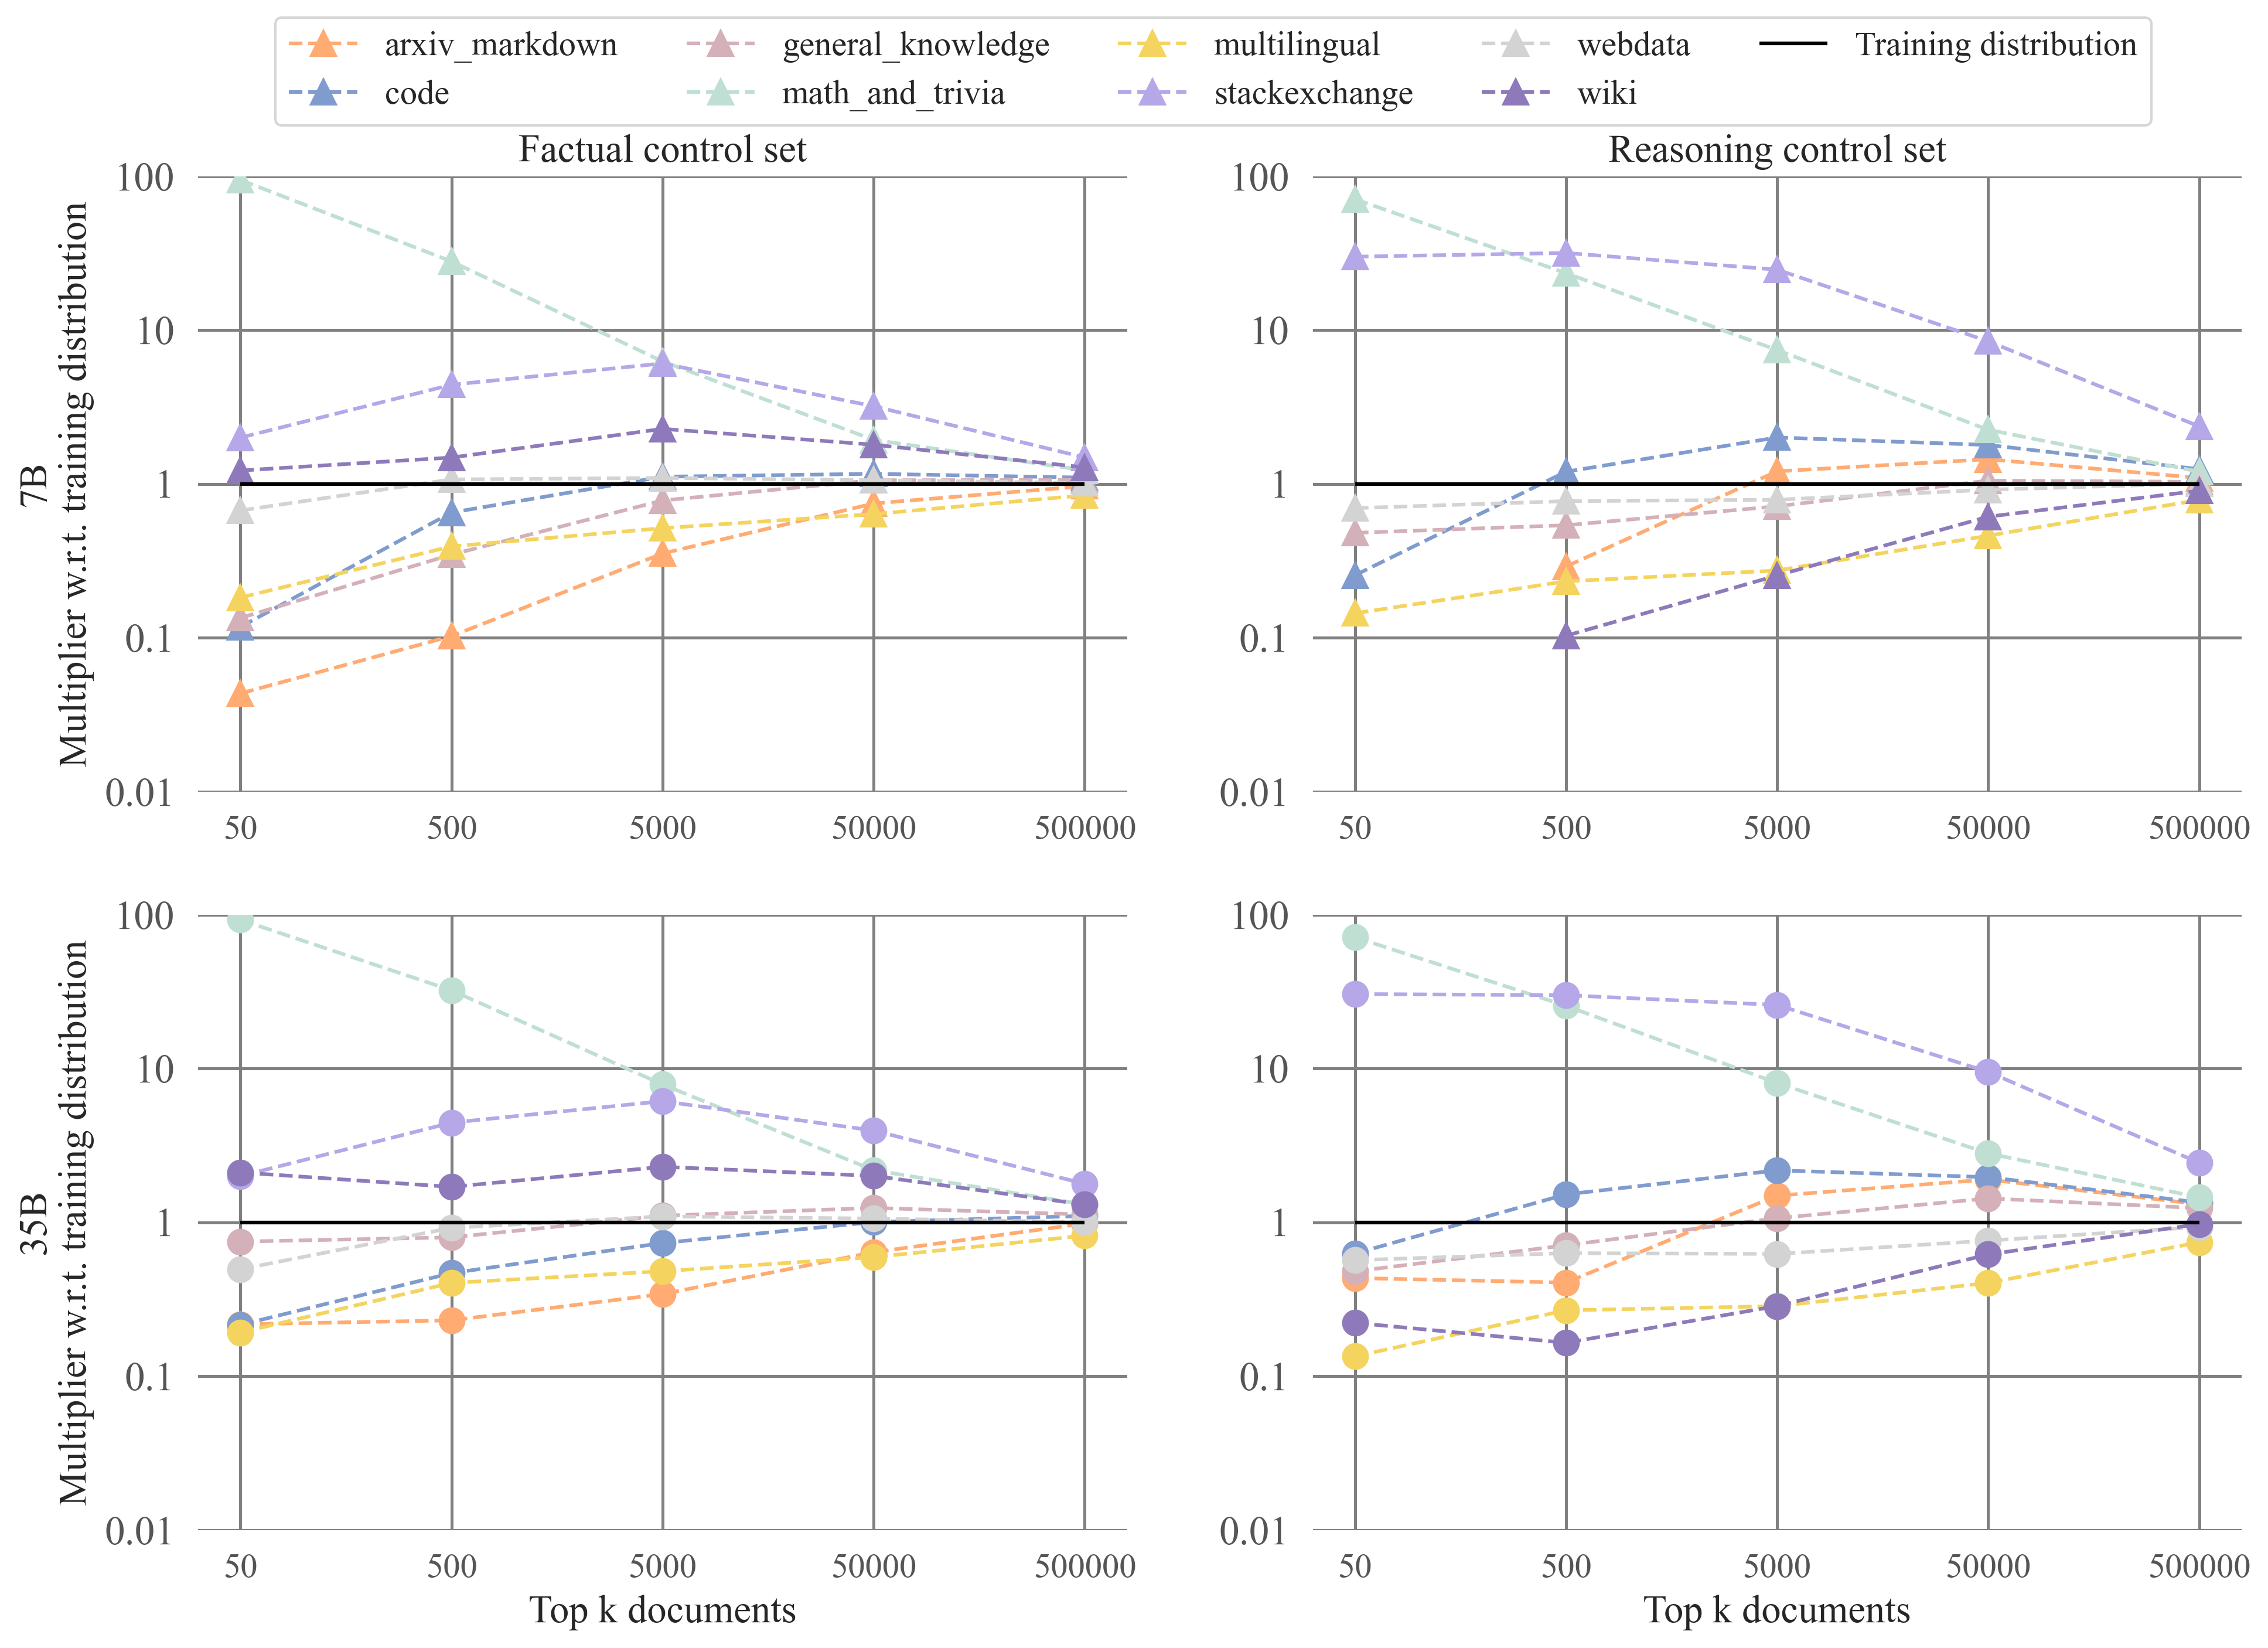 arxiv_markdown general_knowledge multilingual webdata Training distribution
code math_and_trivia stackexchange wiki
Factual control set
Reasoning control set
7B
Multiplier w.r.t. training distribution
100
10
1
0.1
0.01
50 500 5000 50000 500000
100
10
1
0.1
0.01
50 500 5000 50000 500000
35B
Multiplier w.r.t. training distribution
100
10
1
0.1
0.01
50 500 5000 50000 500000
Top k documents
100
10
1
0.1
0.01
50 500 5000 50000 500000
Top k documents